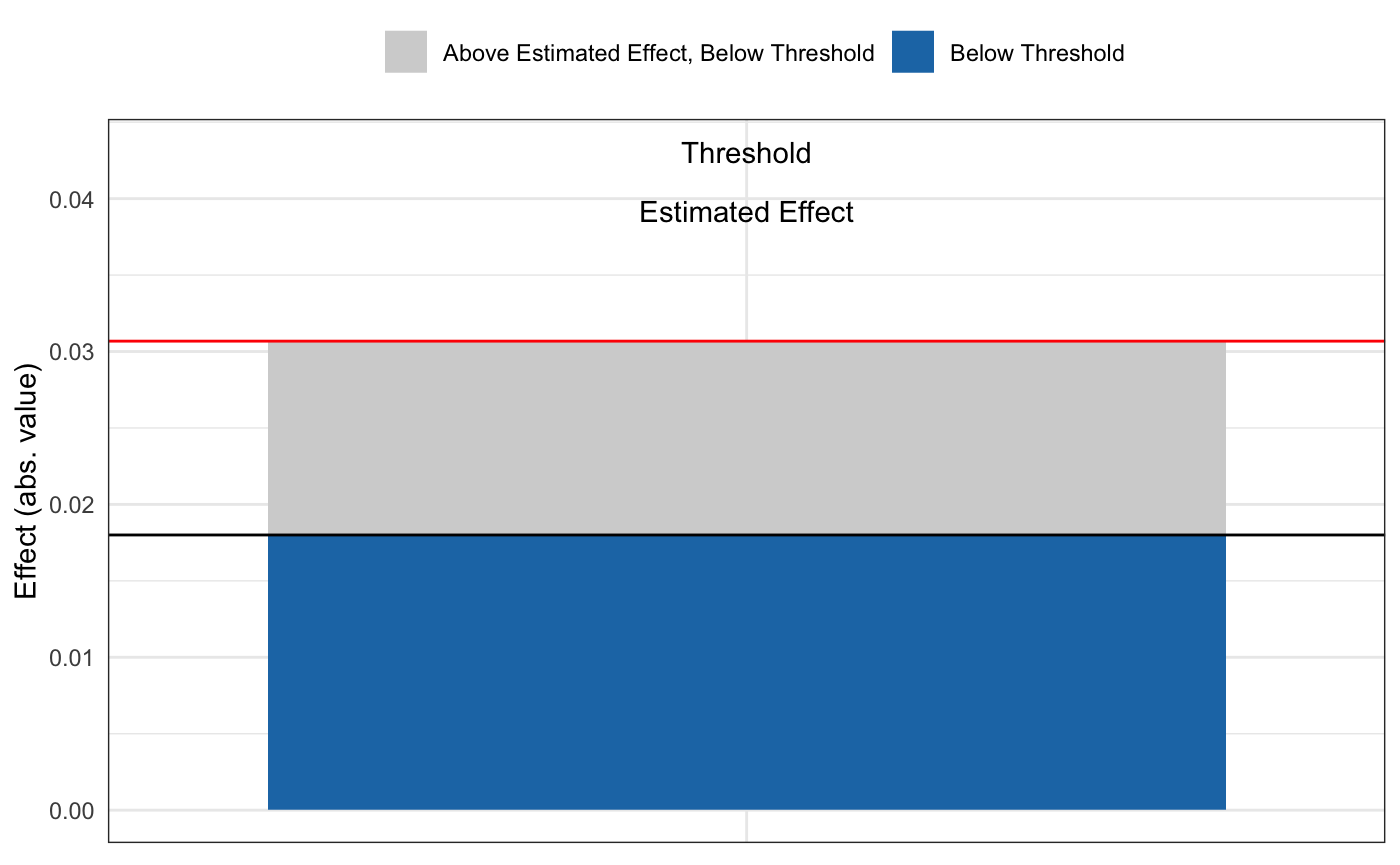 Above Estimated Effect, Below Threshold Below Threshold
Threshold
Estimated Effect
Effect (abs. value)
0.04
0.03
0.02
0.01
0.00